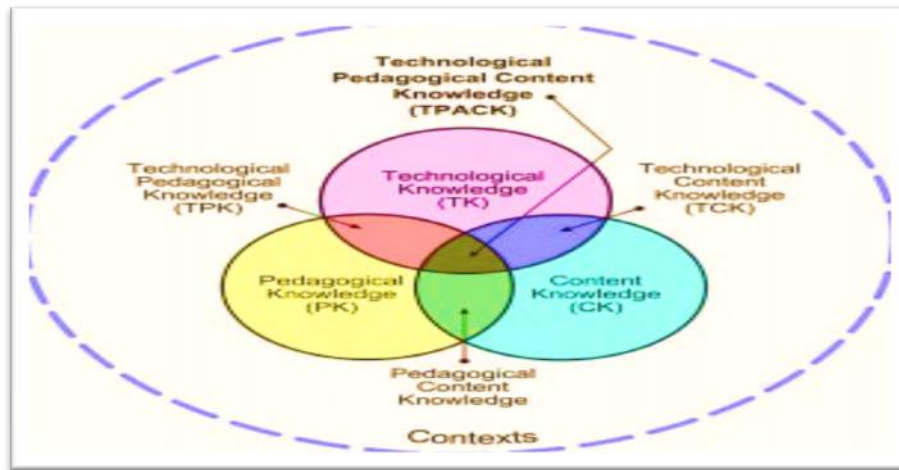 Technological
Pedagogical Content
Knowledge
(TPACK)
Technological
Pedagogical
Knowledge
(TPK)
Technological
Knowledge
(TK)
Technological
Content
Knowledge
(TCK)
Pedagogical
Knowledge
(PK)
Content
Knowledge
(CK)
Pedagogical
Content
Knowledge
Contexts